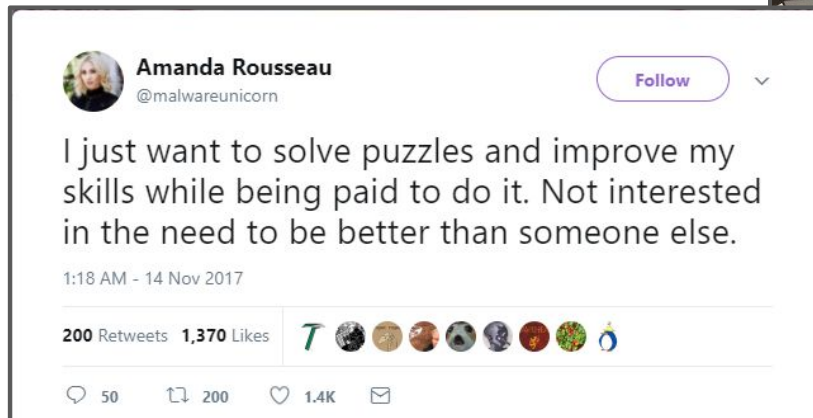 Amanda Rousseau
@malwareunicorn
Follow
I just want to solve puzzles and improve my
skills while being paid to do it. Not interested
in the need to be better than someone else.
1:18 AM - 14 Nov 2017
200 Retweets 1,370 Likes
50 200 1.4K